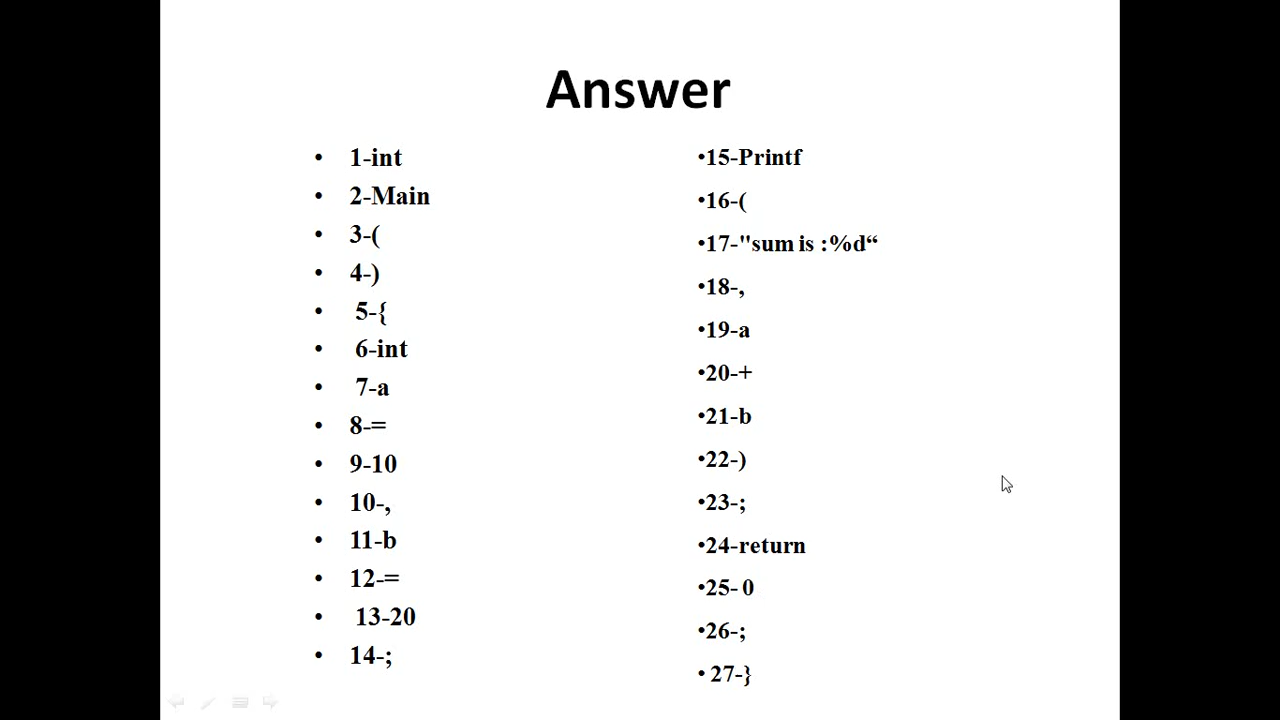 Answer
• 1-int
• 2-Main
• 3-(
• 4-)
• 5-{
• 6-int
• 7-a
• 8-=
• 9-10
• 10-,
• 11-b
• 12-=
• 13-20
• 14-;
•15-Printf
•16-(
•17-"sum is :%d“
•18-,
•19-a
•20-+
•21-b
•22-)
•23-;
•24-return
•25- 0
•26-;
• 27-}